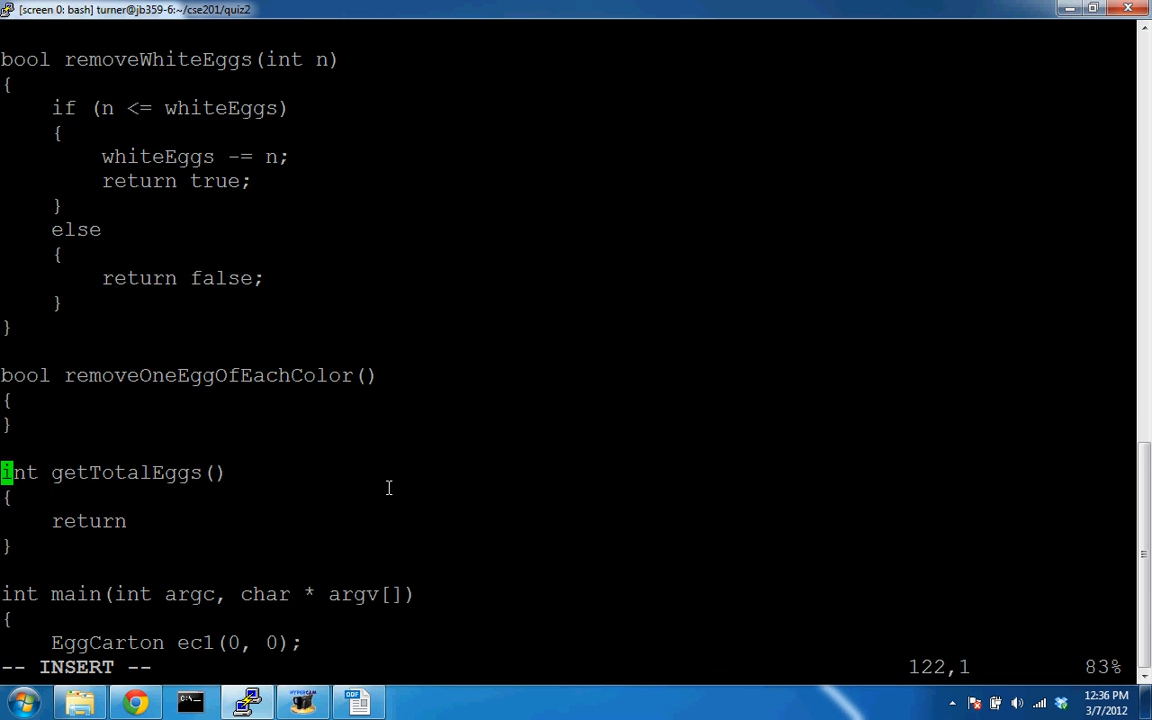 [screen 0: bash] turner@jb359-6:~/cse201/quiz2
bool removeWhiteEggs(int n)
{
    if (n <= whiteEggs)
    {
        whiteEggs -= n;
        return true;
    }
    else
    {
        return false;
    }
}
bool removeOneEggOfEachColor()
{
}
int getTotalEggs()
{
    return
}
int main(int argc, char * argv[])
{
    EggCarton ec1(0, 0);
-- INSERT -- 122,1 83%
C:\_ HYPERCAM ODF 12:36 PM
3/7/2012